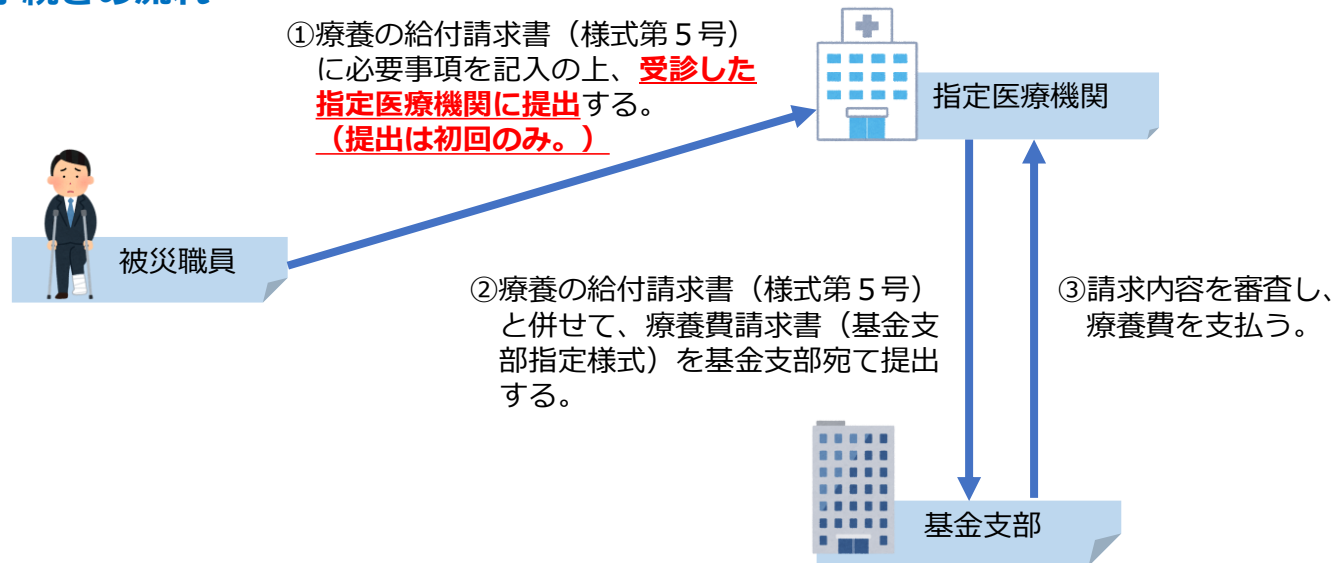 ①療養の給付請求書（様式第５号）
に必要事項を記入の上、受診した
指定医療機関に提出する。
（提出は初回のみ。）
指定医療機関
被災職員
②療養の給付請求書（様式第５号）
と併せて、療養費請求書（基金支
部指定様式）を基金支部宛て提出
する。
③請求内容を審査し、
療養費を支払う。
基金支部